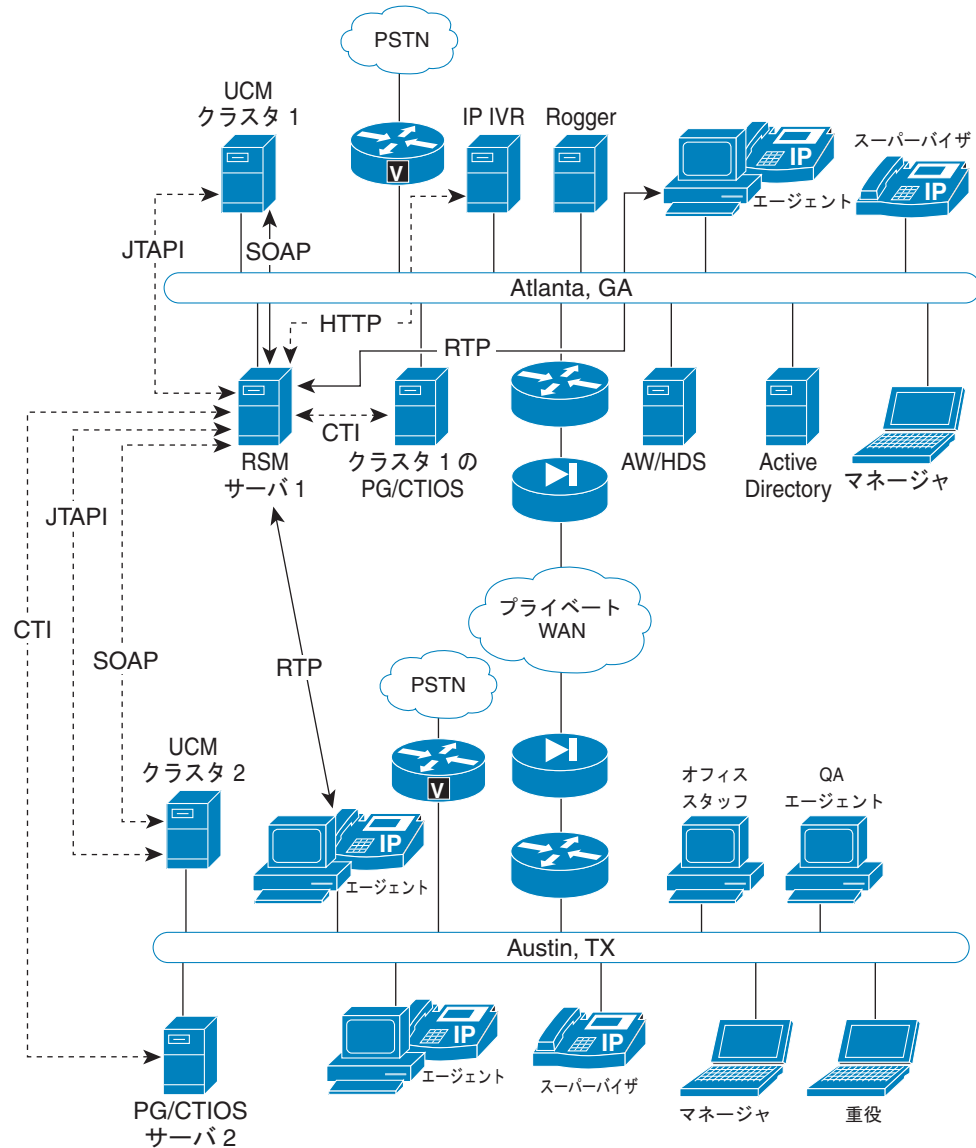 PSTN
UCM
クラスタ 1
V
IP IVR
Rogger
IP
エージェント
スーパーバイザ
IP
JTAPI
SOAP
Atlanta, GA
HTTP
RTP
CTI
RSM
サーバ 1
クラスタ 1 の
PG/CTIOS
AW/HDS
Active
Directory
マネージャ
JTAPI
プライベート
WAN
CTI
SOAP
RTP
PSTN
UCM
クラスタ 2
V
オフィス
スタッフ
QA
エージェント
IP
エージェント
Austin, TX
IP
エージェント
IP
スーパーバイザ
マネージャ
重役
PG/CTIOS
サーバ 2